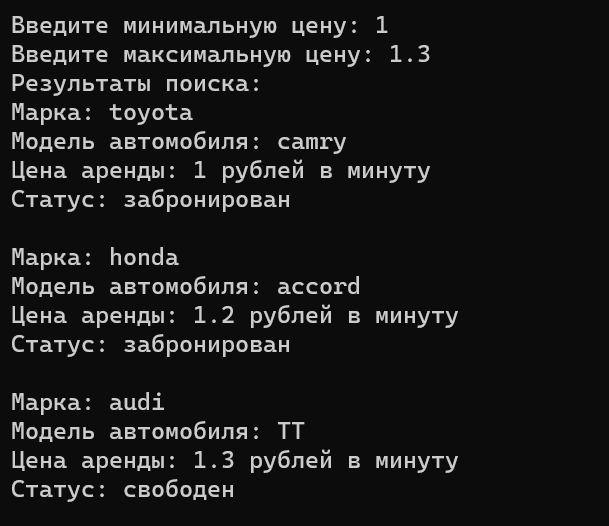 Введите минимальную цену: 1
Введите максимальную цену: 1.3
Результаты поиска:
Марка: toyota
Модель автомобиля: camry
Цена аренды: 1 рублей в минуту
Статус: забронирован
Марка: honda
Модель автомобиля: accord
Цена аренды: 1.2 рублей в минуту
Статус: забронирован
Марка: audi
Модель автомобиля: TT
Цена аренды: 1.3 рублей в минуту
Статус: свободен